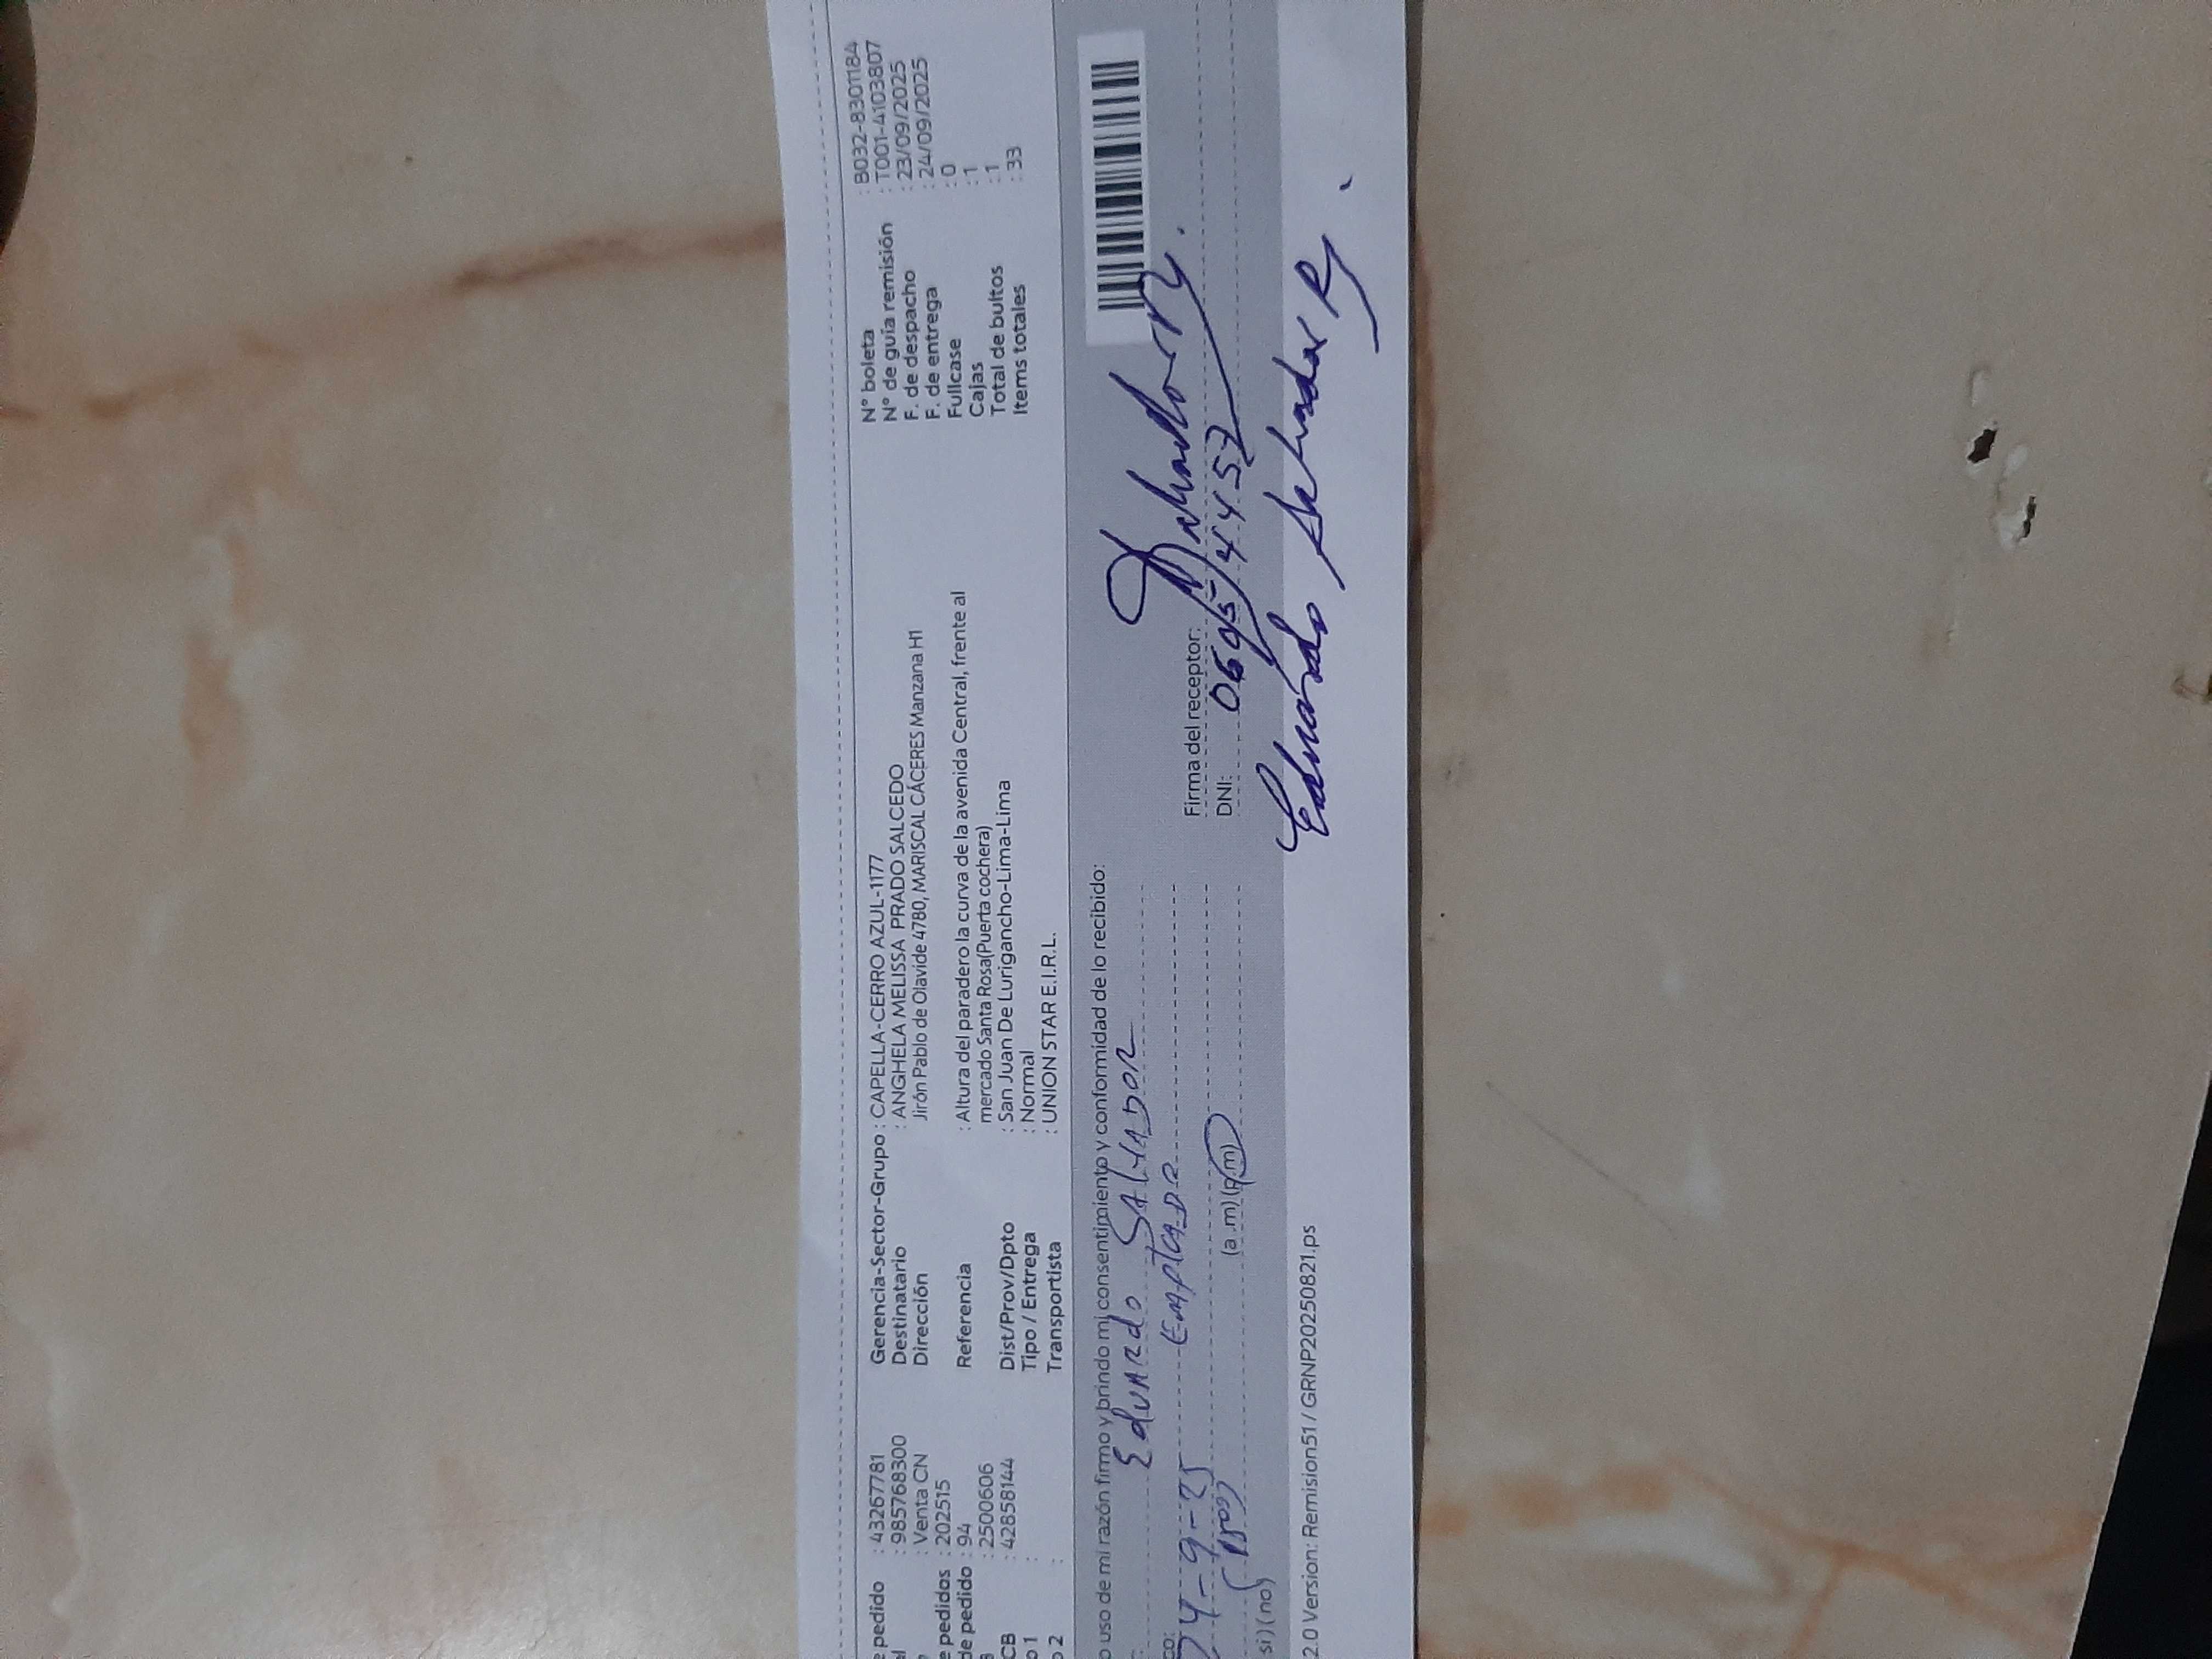 e pedido : 43267781
el : 985768300
: Venta CN
e pedidos : 202515
de pedido : 94
: 2500606
CB : 42858144
o 1 :
o 2 :
Gerencia-Sector-Grupo : CAPELLA-CERRO AZUL-1177
Destinatario : ANGHELA MELISSA PRADO SALCEDO
Dirección Jirón Pablo de Olavide 4780, MARISCAL CÁCERES Manzana H1
Referencia : Altura del paradero la curva de la avenida Central, frente al
mercado Santa Rosa(Puerta cochera)
Dist/Prov/Dpto : San Juan De Lurigancho-Lima-Lima
Tipo / Entrega : Normal
Transportista : UNION STAR E.I.R.L.
N° boleta : B032-8301184
N° de guía remisión : T001-4103807
F. de despacho : 23/09/2025
F. de entrega : 24/09/2025
Fullcase : 0
Cajas : 1
Total de bultos : 1
Items totales : 33
o uso de mi razón firmo y brindo mi consentimiento y conformidad de lo recibido:
Eduardo SALVADOR
co:
24-9-25
(a.m) (p.m)
si) (no)
Firma del receptor:
DNI:
Eduardo Salvador R
2.0 Version: Remision51 / GRNP20250821.ps